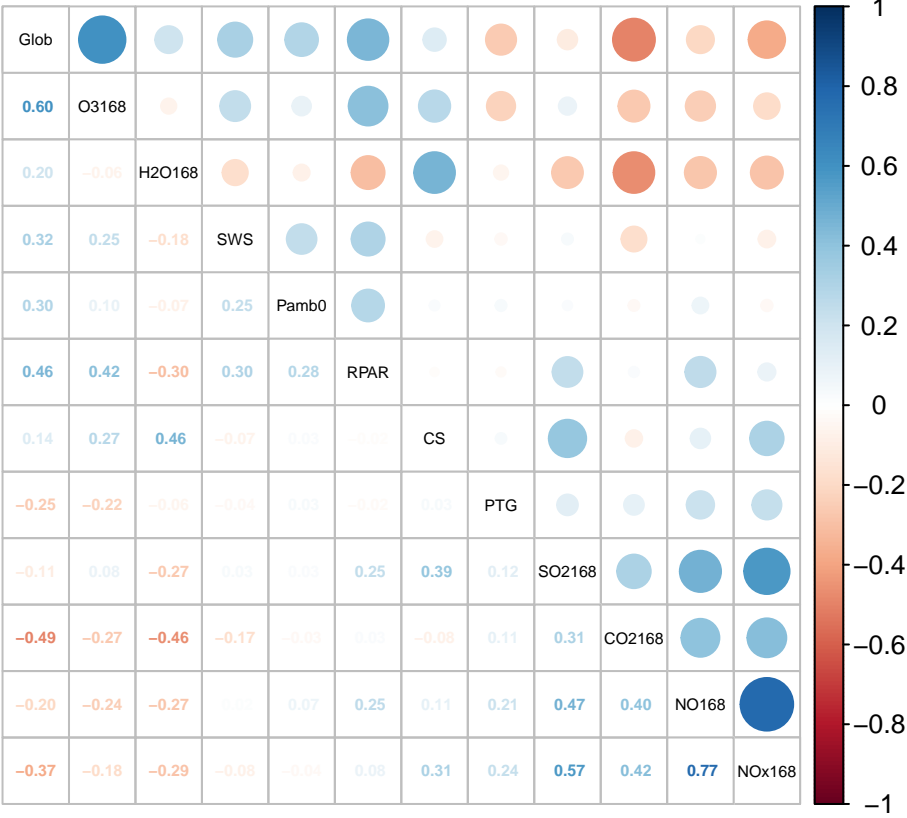 1
Glob
0.8
0.60 O3168
0.20 −0.06 H2O168
0.6
0.32 0.25 −0.18 SWS
0.4
0.30 0.10 −0.07 0.25 Pamb0
0.2
0.46 0.42 −0.30 0.30 0.28 RPAR
0
0.14 0.27 0.46 −0.07 0.03 CS
−0.2
−0.25 −0.22 −0.06 −0.04 0.03 −0.02 0.03 PTG
−0.4
−0.11 0.08 −0.27 0.03 0.25 0.39 0.12 SO2168
−0.49 −0.27 −0.46 −0.17 −0.03 0.03 −0.08 0.11 0.31 CO2168
−0.6
−0.20 −0.24 −0.27 0.07 0.25 0.11 0.21 0.47 0.40 NO168
−0.8
−0.37 −0.18 −0.29 −0.08 −0.04 0.08 0.31 0.24 0.57 0.42 0.77 NOx168
−1